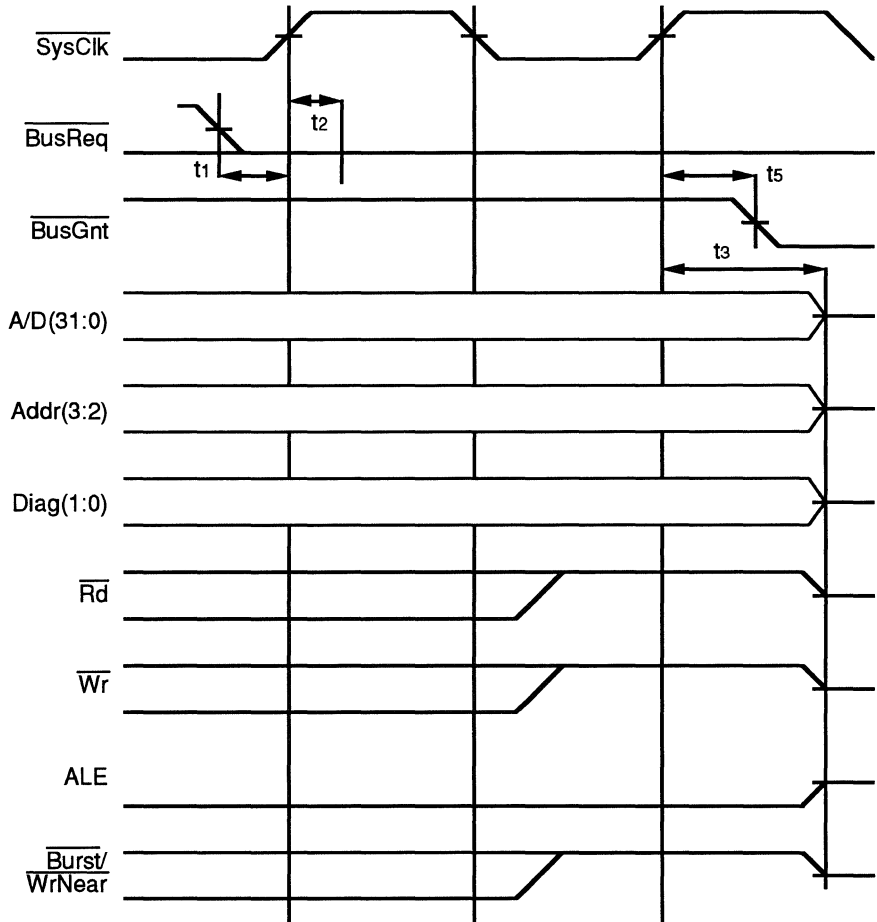 SysClk
t2
BusReq
t1
t5
BusGnt
t3
A/D(31:0)
Addr(3:2)
Diag(1:0)
Rd
Wr
ALE
Burst/
WrNear